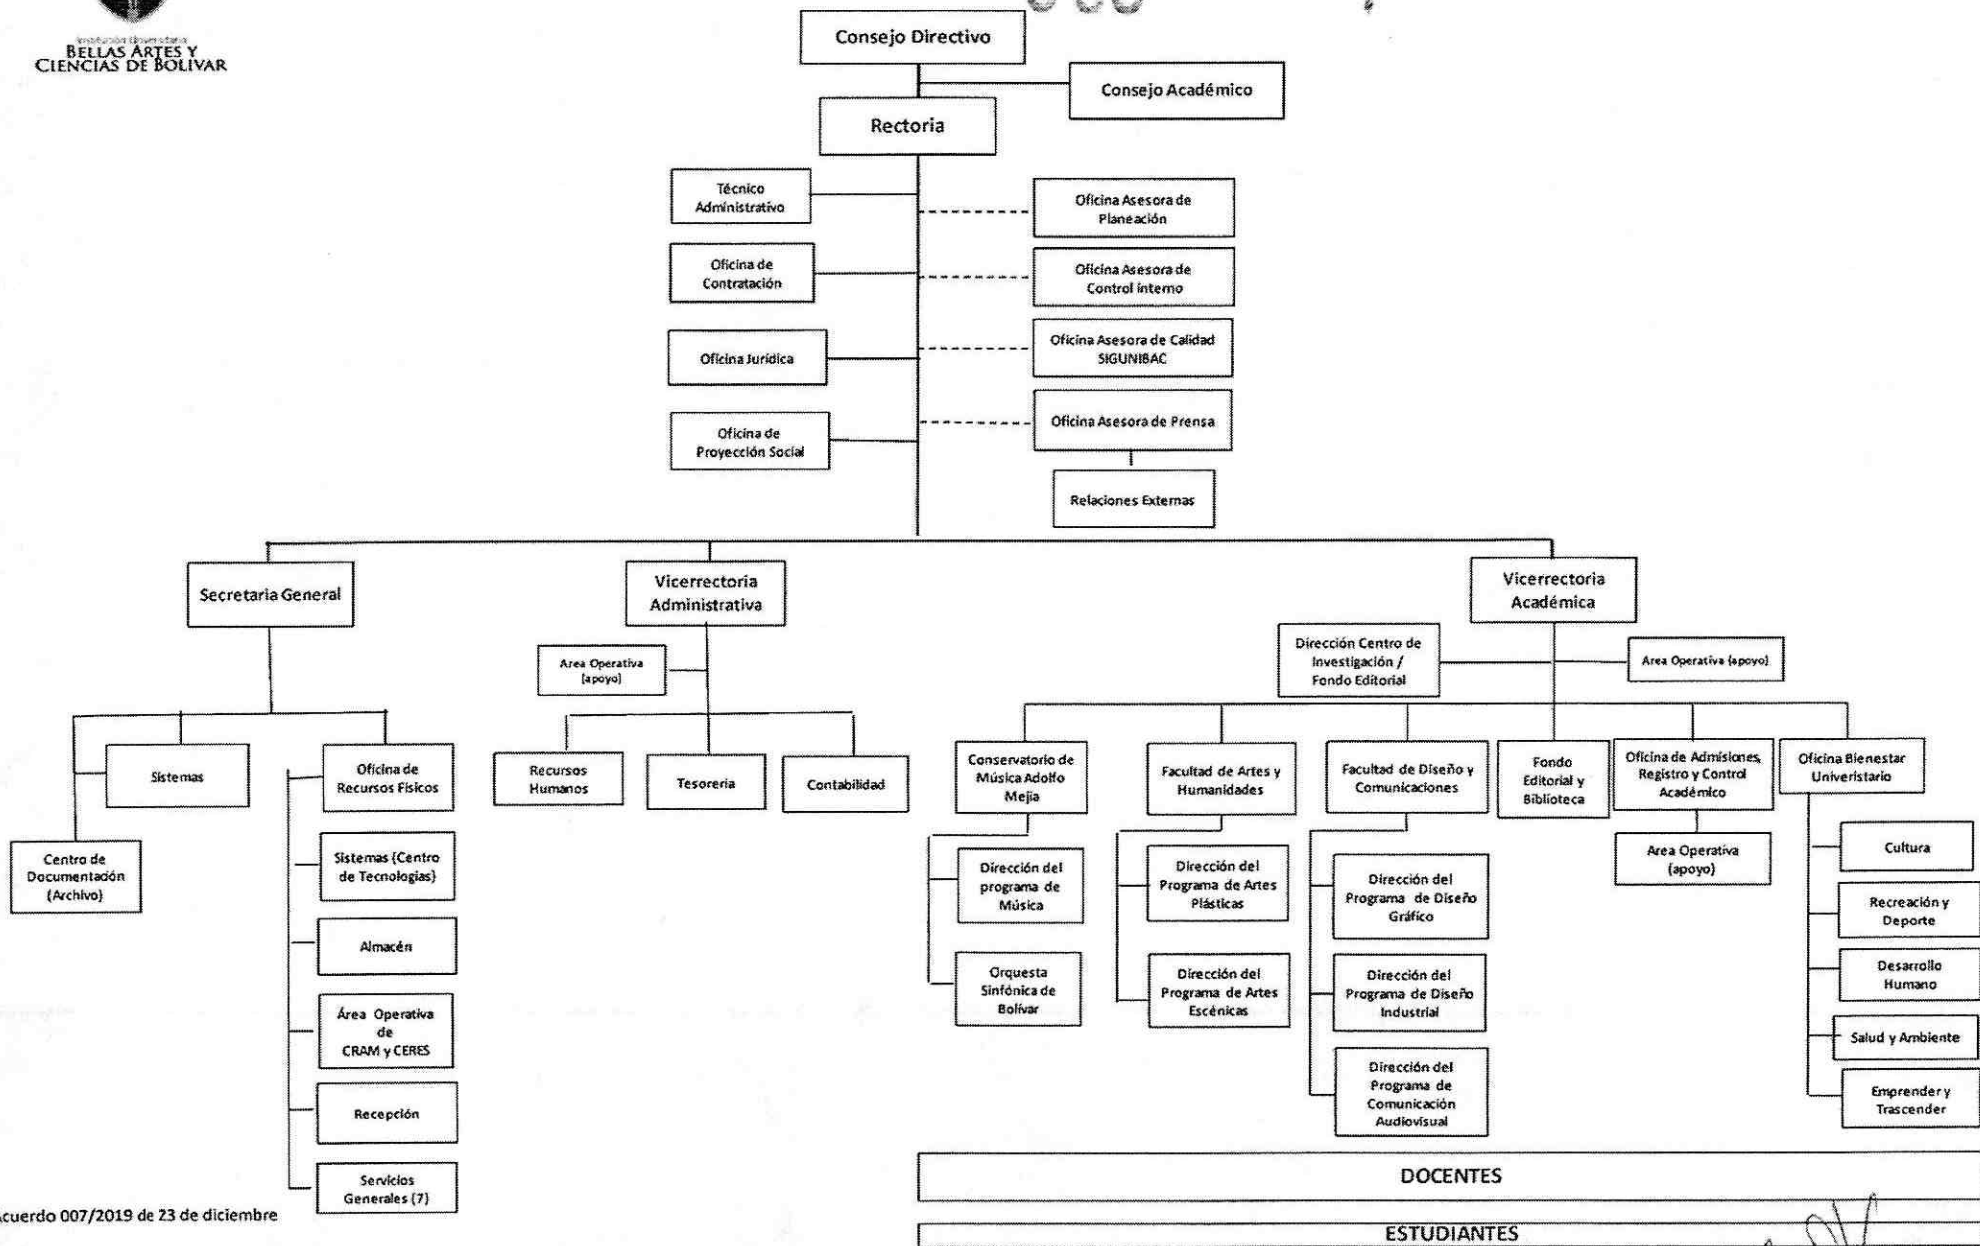 Institución Universitaria
BELLAS ARTES Y
CIENCIAS DE BOLIVAR
Consejo Directivo
Consejo Académico
Rectoria
Técnico
Administrativo
Oficina Asesora de
Planeación
Oficina de
Contratación
Oficina Asesora de
Control interno
Oficina Jurídica
Oficina Asesora de Calidad
SIGUNIBAC
Oficina de
Proyección Social
Oficina Asesora de Prensa
Relaciones Externas
Secretaria General
Vicerrectoria
Administrativa
Vicerrectoria
Académica
Area Operativa
(apoyo)
Dirección Centro de
Investigación /
Fondo Editorial
Area Operativa (apoyo)
Sistemas
Oficina de
Recursos Físicos
Recursos
Humanos
Tesoreria
Contabilidad
Conservatorio de
Música Adolfo
Mejia
Facultad de Artes y
Humanidades
Facultad de Diseño y
Comunicaciones
Fondo
Editorial y
Biblioteca
Oficina de Admisiones,
Registro y Control
Académico
Oficina Bienestar
Univeristario
Centro de
Documentación
(Archivo)
Sistemas (Centro
de Tecnologias)
Almacén
Área Operativa
de
CRAM y CERES
Recepción
Servicios
Generales (7)
Dirección del
programa de
Música
Orquesta
Sinfónica de
Bolívar
Dirección del
Programa de Artes
Plásticas
Dirección del
Programa de Artes
Escénicas
Dirección del
Programa de Diseño
Gráfico
Dirección del
Programa de Diseño
Industrial
Dirección del
Programa de
Comunicación
Audiovisual
Area Operativa
(apoyo)
Cultura
Recreación y
Deporte
Desarrollo
Humano
Salud y Ambiente
Emprender y
Trascender
DOCENTES
ESTUDIANTES
Acuerdo 007/2019 de 23 de diciembre